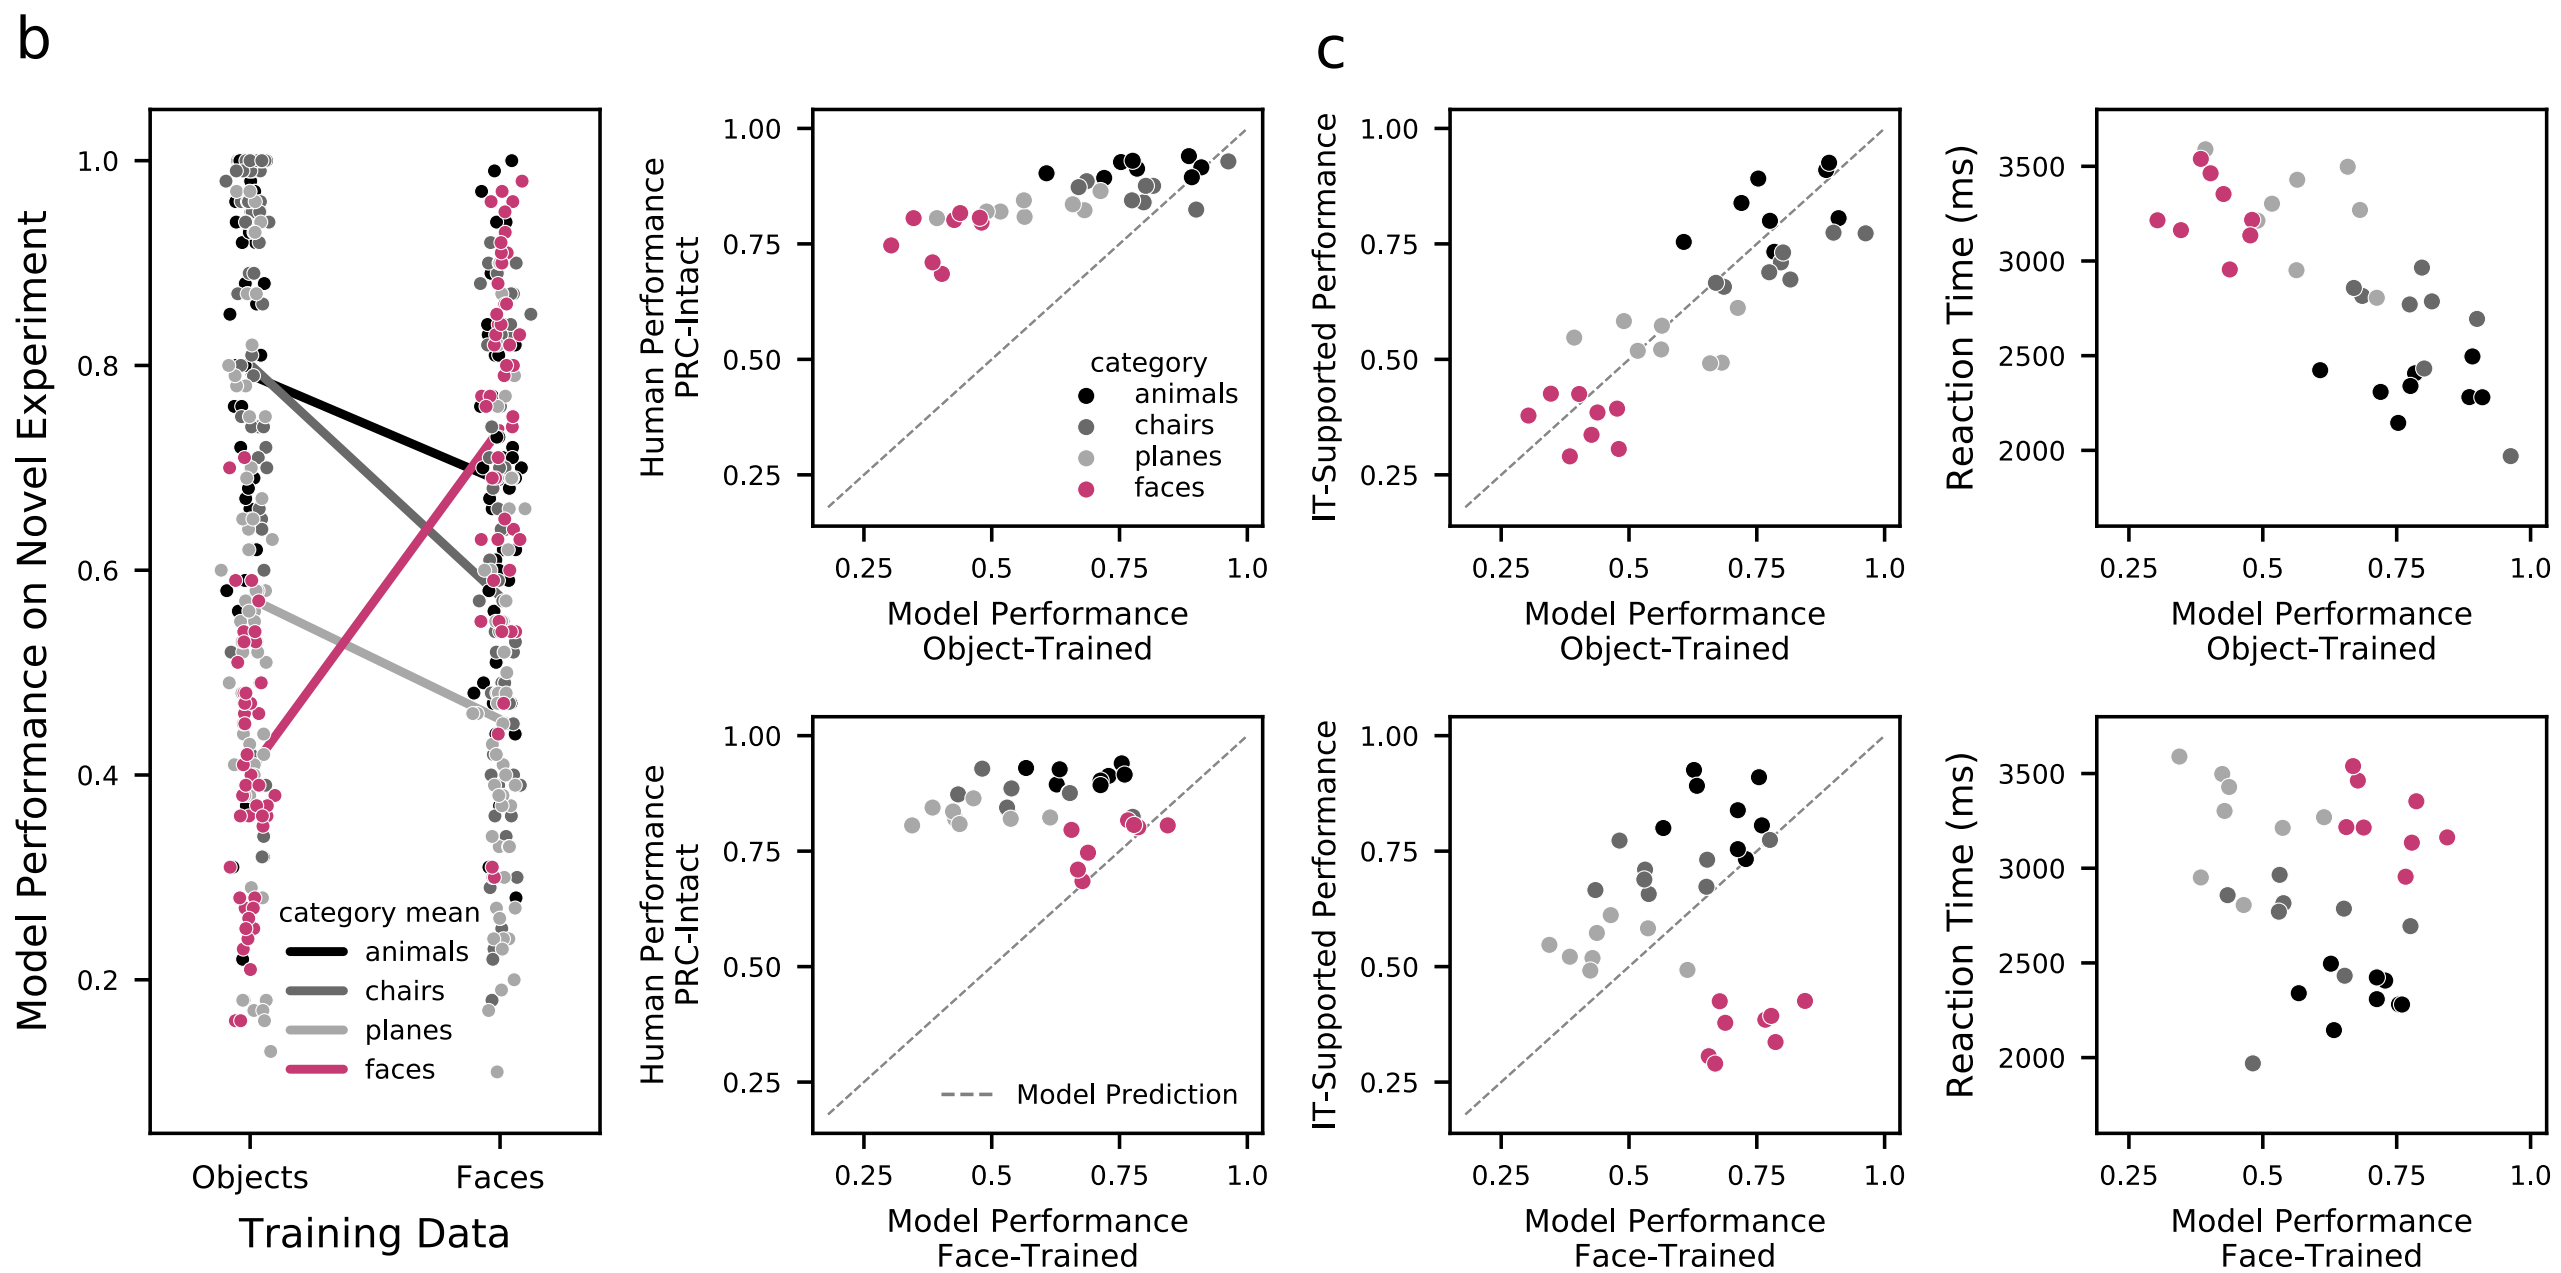 b
Model Performance on Novel Experiment
1.0
0.8
0.6
0.4
0.2
category mean
animals
chairs
planes
faces
Objects
Faces
Training Data
Human Performance
PRC-Intact
1.00
0.75
0.50
0.25
category
animals
chairs
planes
faces
0.25
0.5
0.75
1.0
Model Performance
Object-Trained
Human Performance
PRC-Intact
1.00
0.75
0.50
0.25
Model Prediction
0.25
0.5
0.75
1.0
Model Performance
Face-Trained
c
IT-Supported Performance
1.00
0.75
0.50
0.25
0.25
0.5
0.75
1.0
Model Performance
Object-Trained
Reaction Time (ms)
3500
3000
2500
2000
0.25
0.5
0.75
1.0
Model Performance
Object-Trained
IT-Supported Performance
1.00
0.75
0.50
0.25
0.25
0.5
0.75
1.0
Model Performance
Face-Trained
Reaction Time (ms)
3500
3000
2500
2000
0.25
0.5
0.75
1.0
Model Performance
Face-Trained